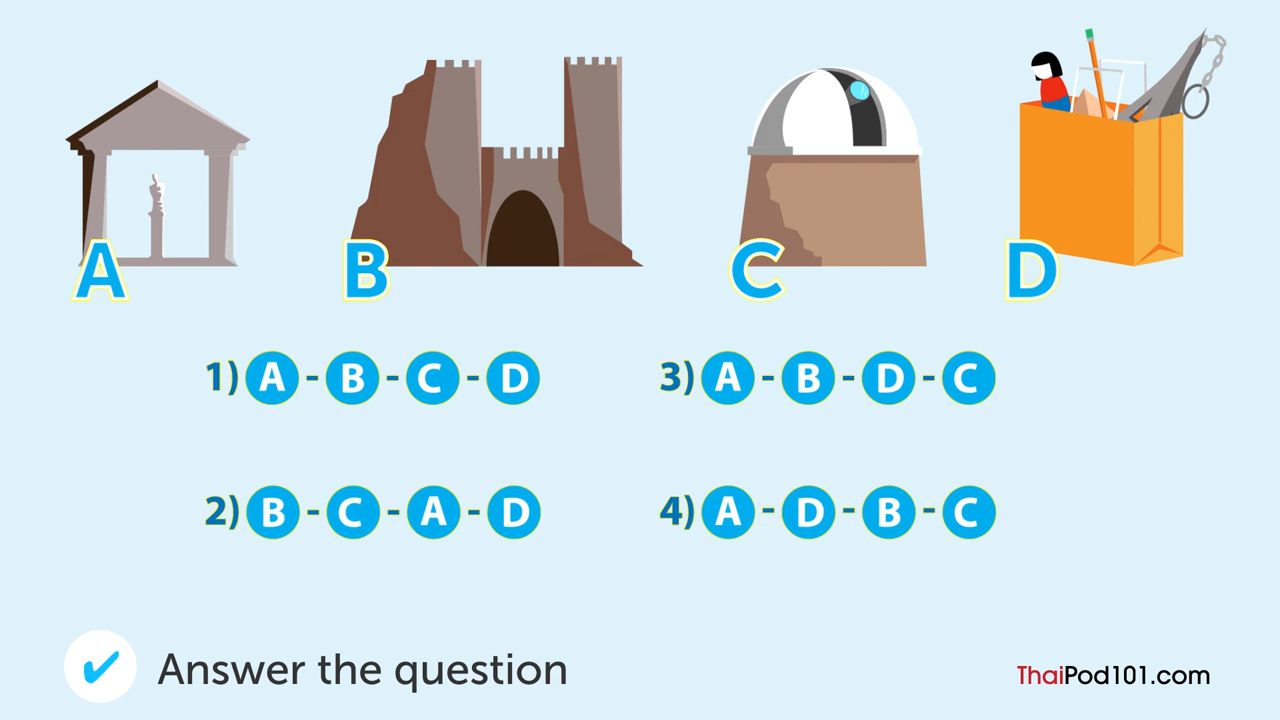 A B C D
1) A - B - C - D
3) A - B - D - C
2) B - C - A - D
4) A - D - B - C
✔ Answer the question
ThaiPod101.com